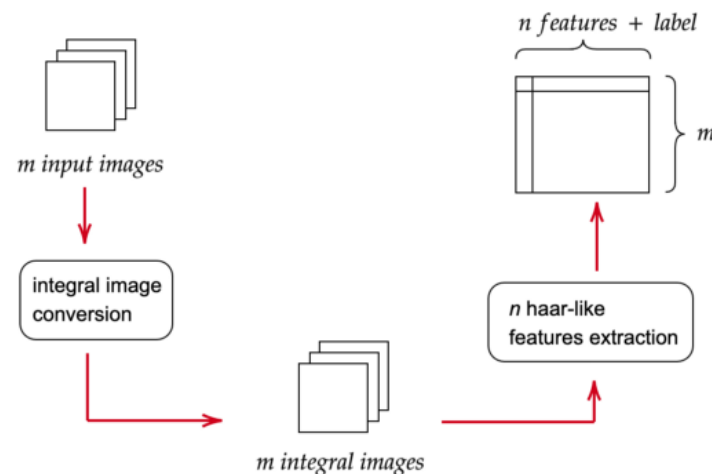 n features + label
m
m input images
integral image
conversion
n haar-like
features extraction
m integral images